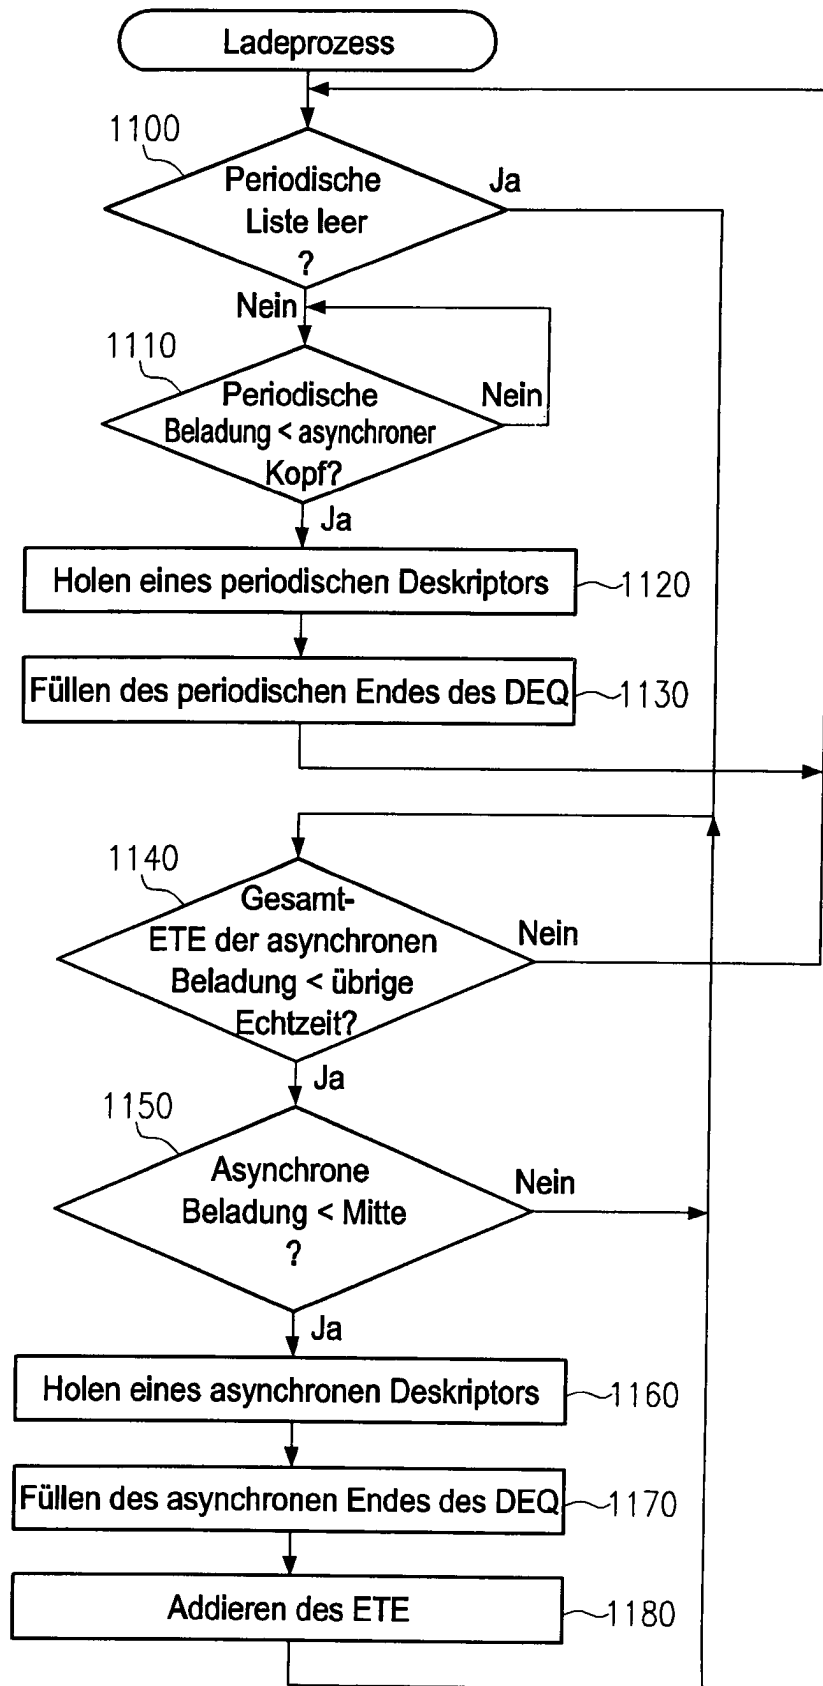 Ladeprozess
1100
Periodische
Liste leer
?
Ja
Nein
1110
Periodische
Beladung < asynchroner
Kopf?
Nein
Ja
Holen eines periodischen Deskriptors
1120
Füllen des periodischen Endes des DEQ
1130
1140
Gesamt-
ETE der asynchronen
Beladung < übrige
Echtzeit?
Nein
Ja
1150
Asynchrone
Beladung < Mitte
?
Nein
Ja
Holen eines asynchronen Deskriptors
1160
Füllen des asynchronen Endes des DEQ
1170
Addieren des ETE
1180